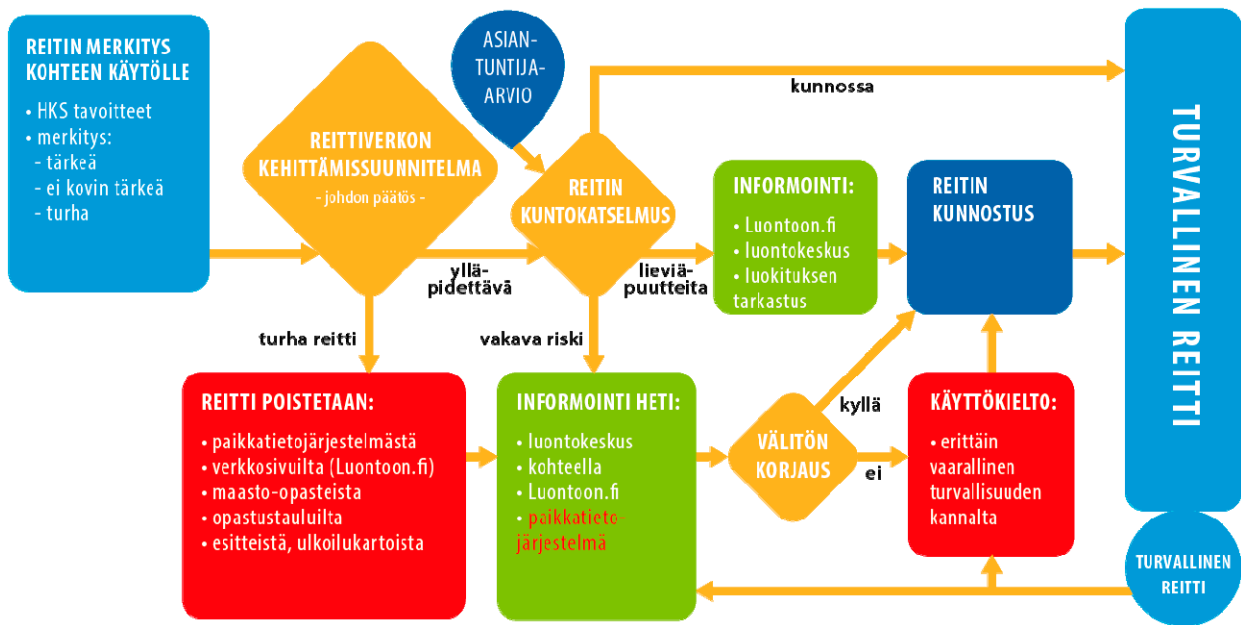 REITIN MERKITYS
KOHTEEN KÄYTÖLLE
• HKS tavoitteet
• merkitys:
- tärkeä
- ei kovin tärkeä
- turha
REITTIVERKON
KEHITTÄMISSUUNNITELMA
- johdon päätös -
ASIAN-
TUNTIJA-
ARVIO
REITIN
KUNTOKATSELMUS
kunnossa
yllä-
pidettävä
lieviä-
puutteita
INFORMOINTI:
• Luontoon.fi
• luontokeskus
• luokituksen
tarkastus
REITIN
KUNNOSTUS
TURVALLINEN REITTI
turha reitti
vakava riski
REITTI POISTETAAN:
• paikkatietojärjestelmästä
• verkkosivuilta (Luontoon.fi)
• maasto-opasteista
• opastustauluilta
• esitteistä, ulkoilukartoista
INFORMOINTI HETI:
• luontokeskus
• kohteella
• Luontoon.fi
• paikkatieto-
järjestelmä
VÄLITÖN
KORJAUS
kyllä
ei
KÄYTTÖKIELTO:
• erittäin
vaarallinen
turvallisuuden
kannalta
TURVALLINEN
REITTI